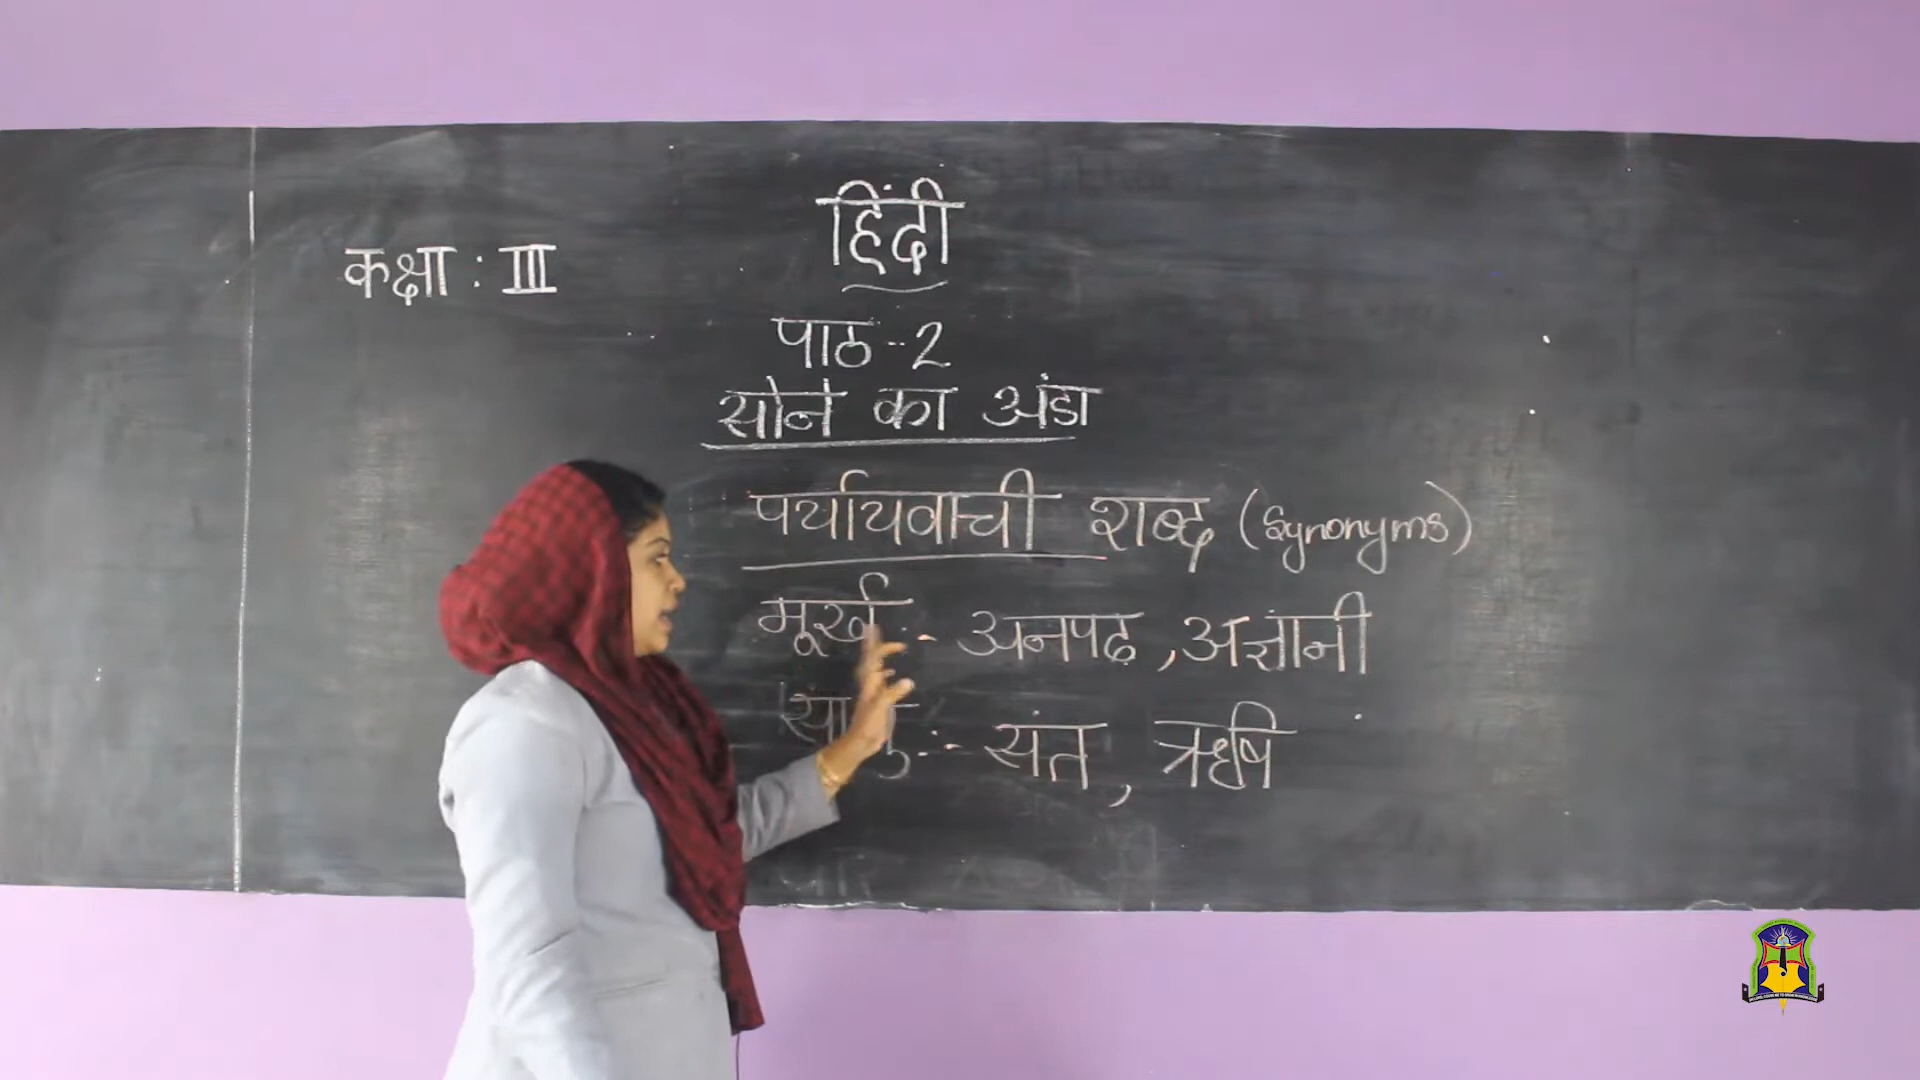 हिंदी
कक्षा : III
पाठ - 2
सोने का अंडा
पर्यायवाची शब्द (Synonyms)
मूर्ख :- अनपढ , अज्ञानी
:- संत , ऋषि